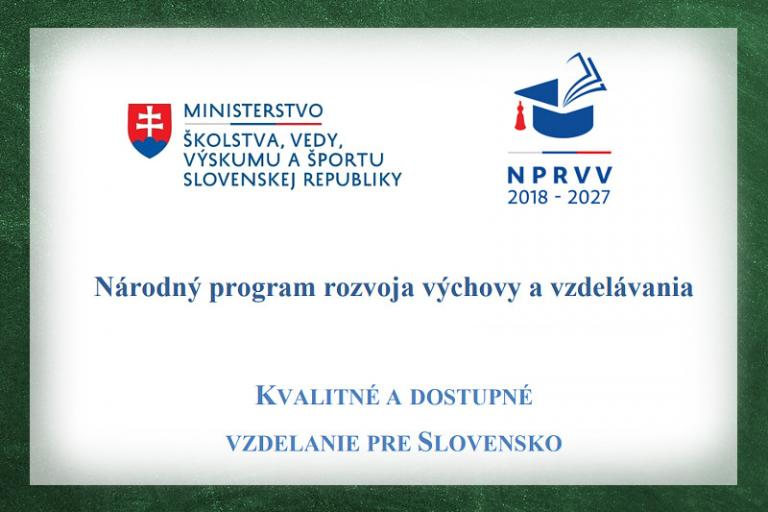 MINISTERSTVO
ŠKOLSTVA, VEDY,
VÝSKUMU A ŠPORTU
SLOVENSKEJ REPUBLIKY
NPRVV
2018 - 2027
Národný program rozvoja výchovy a vzdelávania
KVALITNÉ A DOSTUPNÉ
VZDELANIE PRE SLOVENSKO